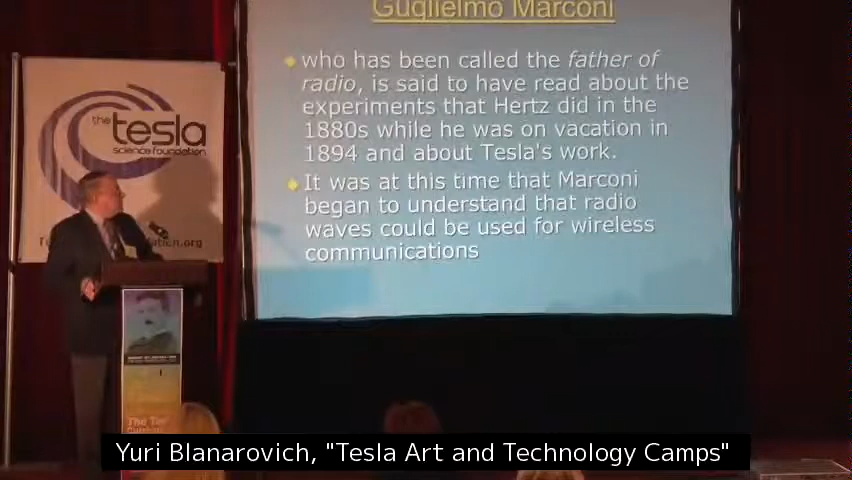 Guglielmo Marconi
who has been called the father of
radio, is said to have read about the
experiments that Hertz did in the
1880s while he was on vacation in
1894 and about Tesla's work.
It was at this time that Marconi
began to understand that radio
waves could be used for wireless
communications
the
tesla
science foundation
The
Yuri Blanarovich, "Tesla Art and Technology Camps"